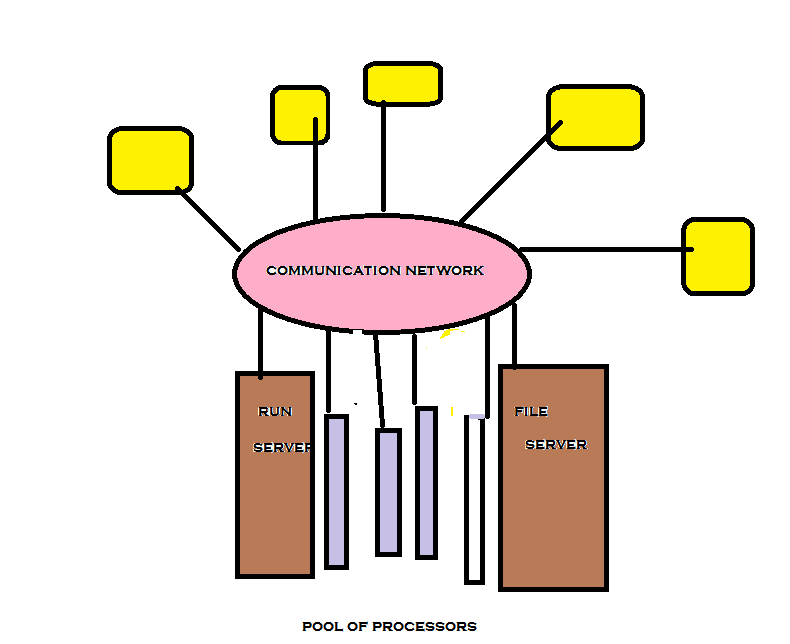 COMMUNICATION NETWORK
RUN
SERVER
FILE
SERVER
POOL OF PROCESSORS